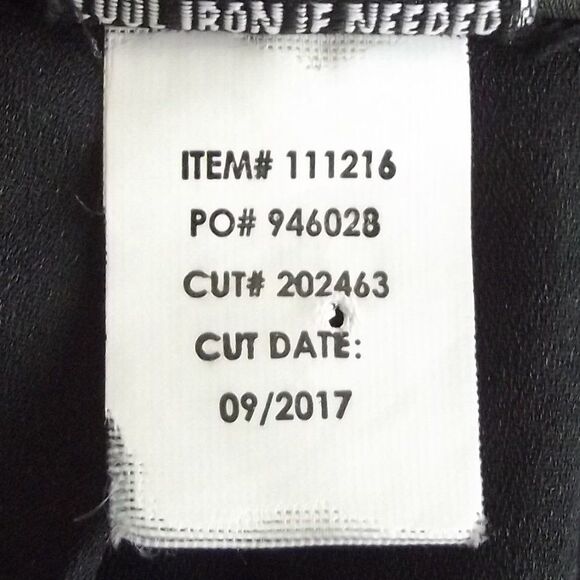 COOL IRON IF NEEDED
ITEM# 111216
PO# 946028
CUT# 202463
CUT DATE:
09/2017